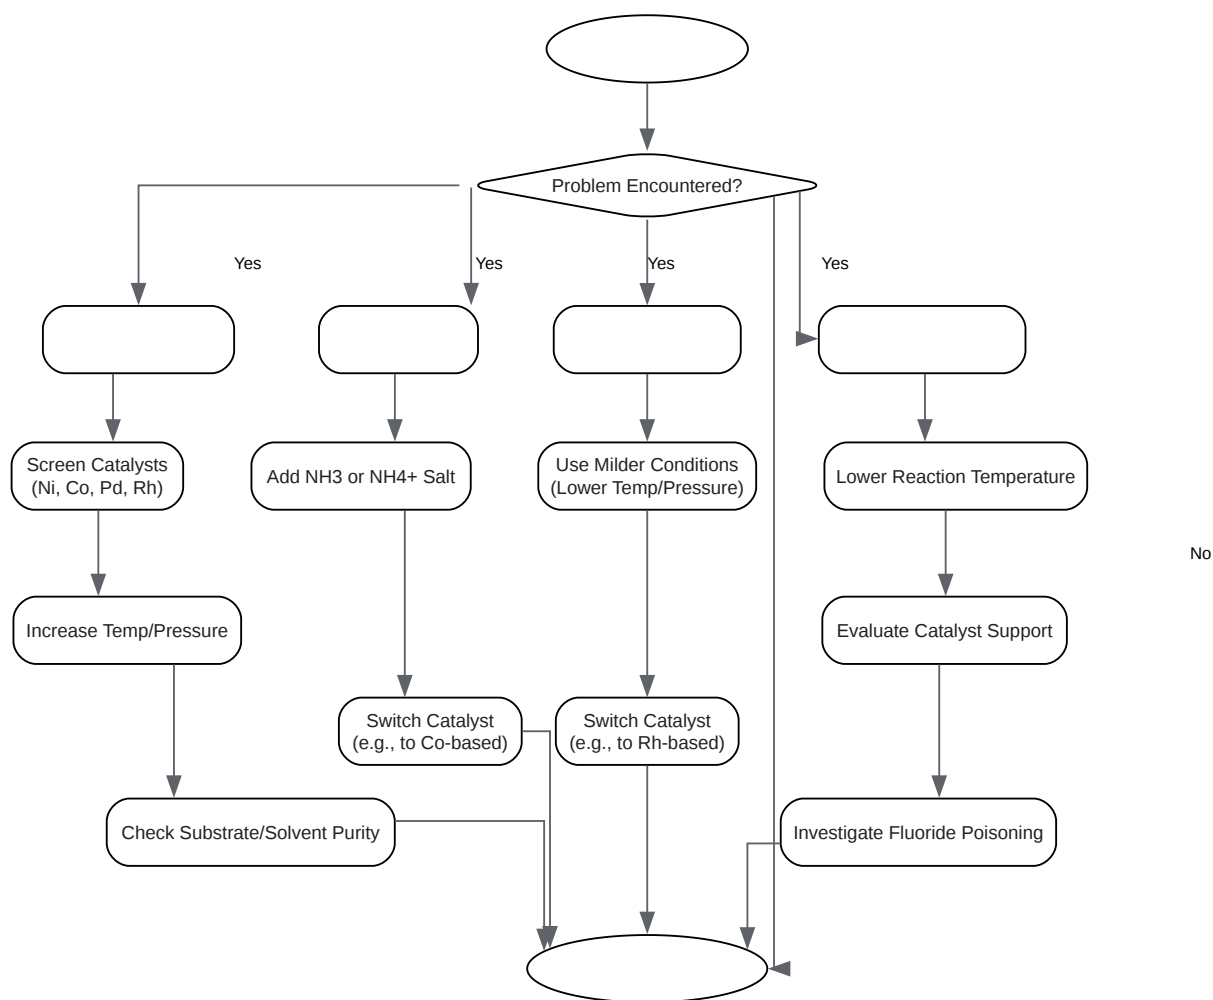 Problem Encountered?
Yes
Yes
Yes
Yes
Screen Catalysts
(Ni, Co, Pd, Rh)
Add NH3 or NH4+ Salt
Use Milder Conditions
(Lower Temp/Pressure)
Lower Reaction Temperature
No
Increase Temp/Pressure
Evaluate Catalyst Support
Switch Catalyst
(e.g., to Co-based)
Switch Catalyst
(e.g., to Rh-based)
Check Substrate/Solvent Purity
Investigate Fluoride Poisoning